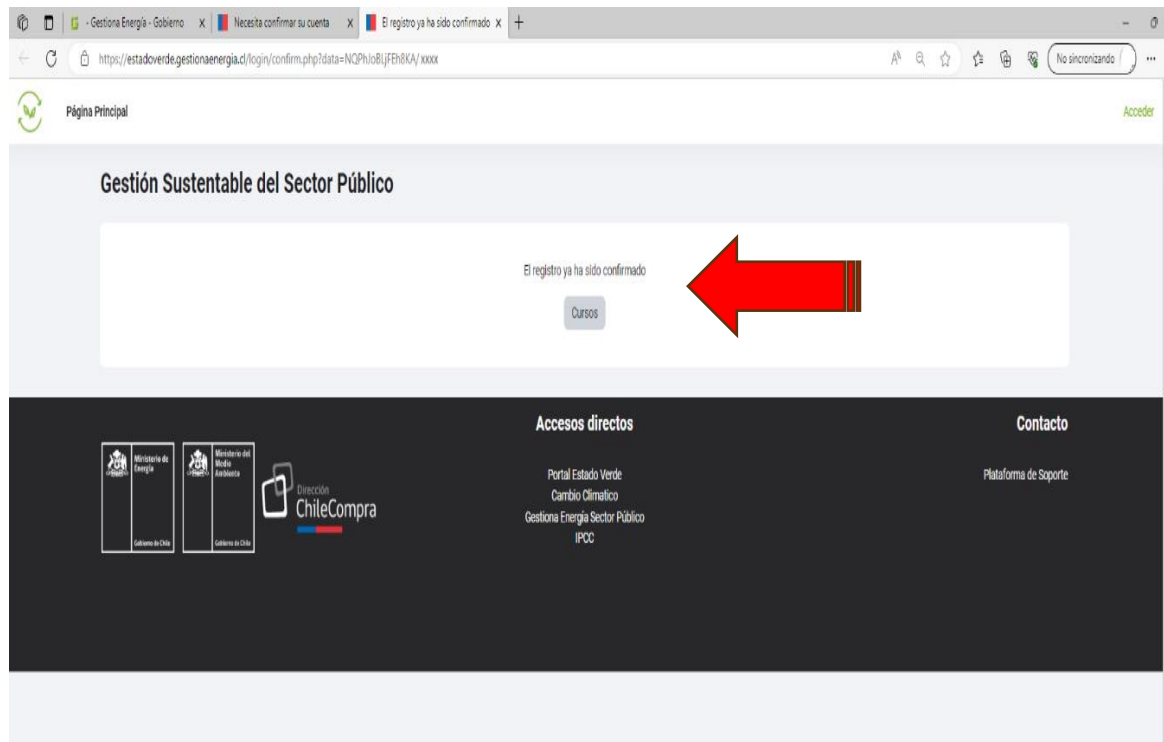 - Gestiona Energía - Gobierno
Necesita confirmar su cuenta
El registro ya ha sido confirmado
https://estadoverde.gestionaenergia.cl/login/confirm.php?data=NQPhJoBLjFEh8KA/ xxxx
No sincronizando
Página Principal
Acceder
Gestión Sustentable del Sector Público
El registro ya ha sido confirmado
Cursos
Ministerio de
Energía
Gobierno de Chile
Ministerio del
Medio
Ambiente
Gobierno de Chile
Dirección
ChileCompra
Accesos directos
Portal Estado Verde
Cambio Climatico
Gestiona Energía Sector Público
IPCC
Contacto
Plataforma de Soporte